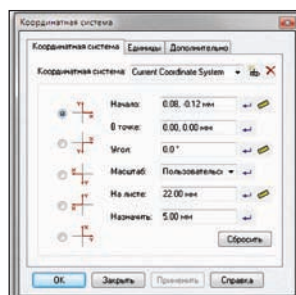 Координатная система
Координатная система Единицы Дополнительно
Координатная система: Current Coordinate System
Начало: 0.08, -0.12 мм
В точке: 0.00, 0.00 мм
Угол: 0.0 °
Масштаб: Пользовательс
На листе: 22.00 мм
Назначить: 5.00 мм
Сбросить
ОК Закрыть Применить Справка